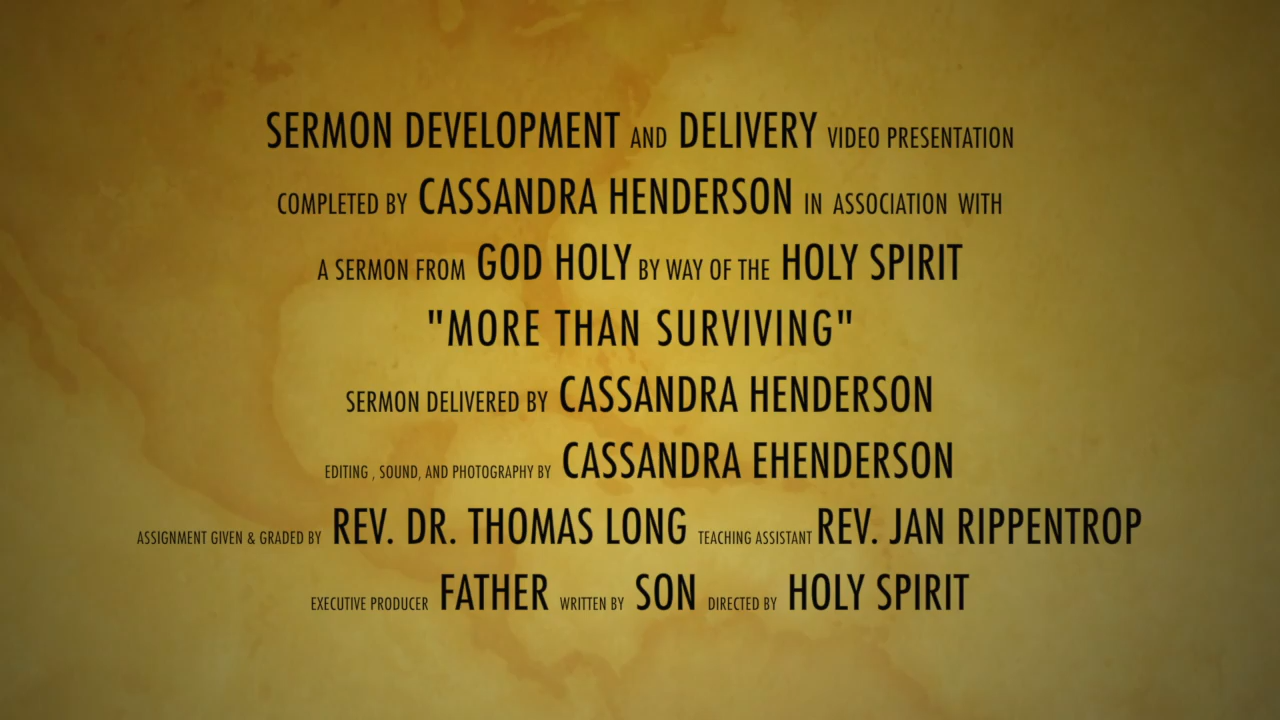 SERMON DEVELOPMENT AND DELIVERY VIDEO PRESENTATION
COMPLETED BY CASSANDRA HENDERSON IN ASSOCIATION WITH
A SERMON FROM GOD HOLY BY WAY OF THE HOLY SPIRIT
"MORE THAN SURVIVING"
SERMON DELIVERED BY CASSANDRA HENDERSON
EDITING , SOUND, AND PHOTOGRAPHY BY CASSANDRA EHENDERSON
ASSIGNMENT GIVEN & GRADED BY REV. DR. THOMAS LONG TEACHING ASSISTANT REV. JAN RIPPENTROP
EXECUTIVE PRODUCER FATHER WRITTEN BY SON DIRECTED BY HOLY SPIRIT